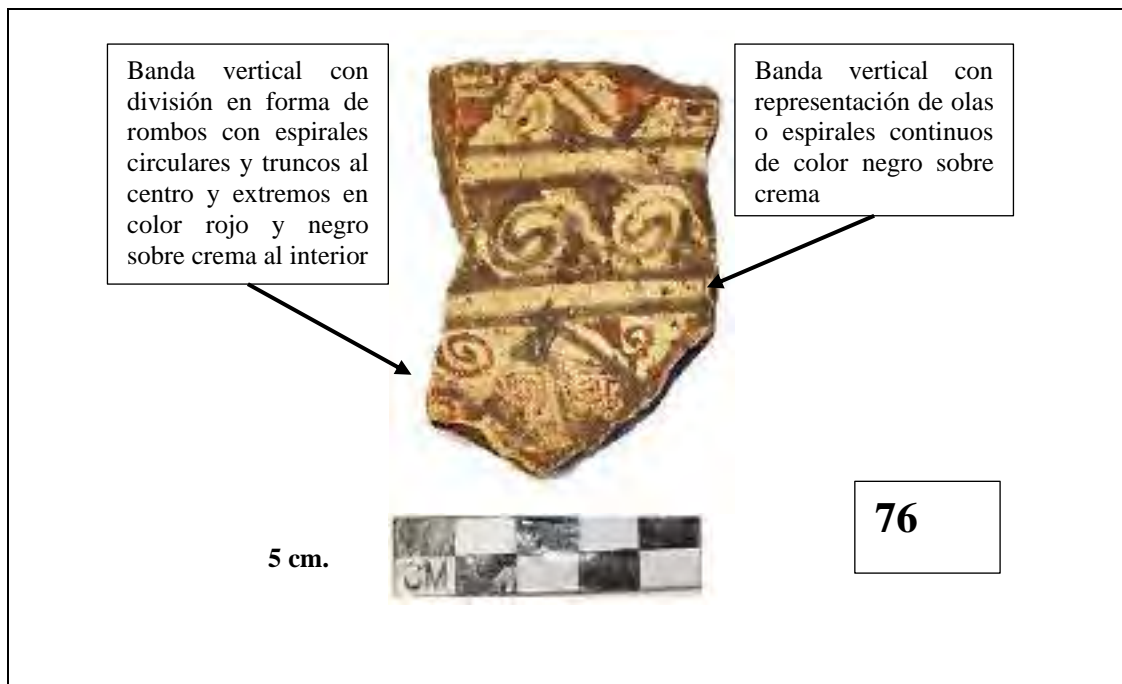 Banda vertical con
división en forma de
rombos con espirales
circulares y truncos al
centro y extremos en
color rojo y negro
sobre crema al interior
Banda vertical con
representación de olas
o espirales continuos
de color negro sobre
crema
76
5 cm.
CM